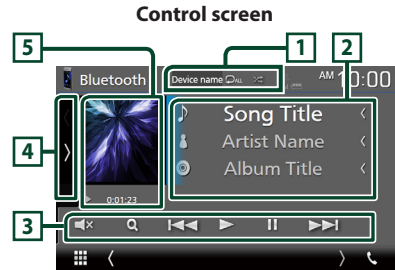 Control screen
5 1 2
Bluetooth Device name ALL AM 10:00
Song Title
4 Artist Name
Album Title
0:01:23
3